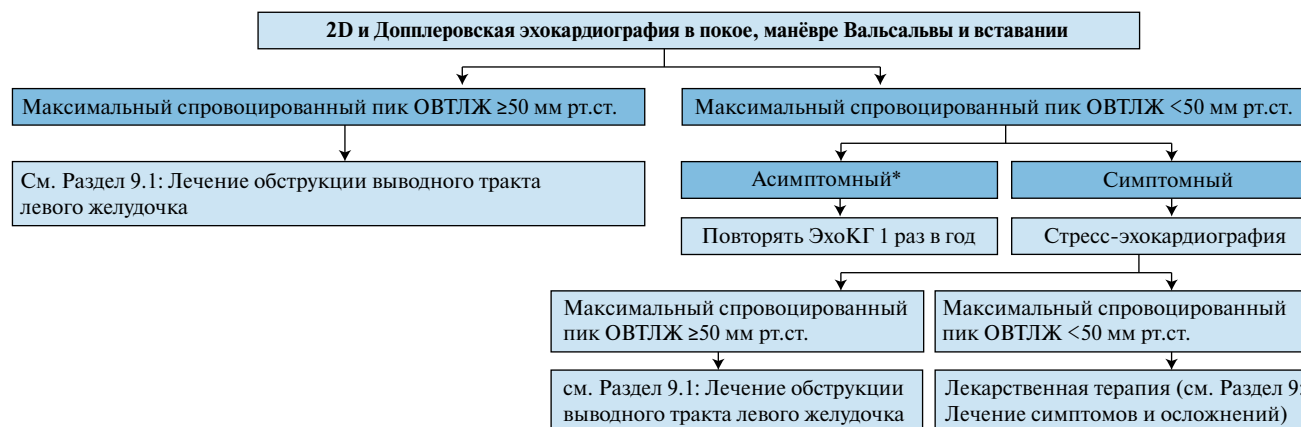 2D и Допплеровская эхокардиография в покое, манёвре Вальсальвы и вставании
Максимальный спровоцированный пик ОВТЛЖ ≥50 мм рт.ст.
Максимальный спровоцированный пик ОВТЛЖ <50 мм рт.ст.
См. Раздел 9.1: Лечение обструкции выводного тракта
левого желудочка
Асимптомный*
Симптомный
Повторять ЭхоКГ 1 раз в год
Стресс-эхокардиография
Максимальный спровоцированный
пик ОВТЛЖ ≥50 мм рт.ст.
Максимальный спровоцированный
пик ОВТЛЖ <50 мм рт.ст.
см. Раздел 9.1: Лечение обструкции
выводного тракта левого желудочка
Лекарственная терапия (см. Раздел 9:
Лечение симптомов и осложнений)